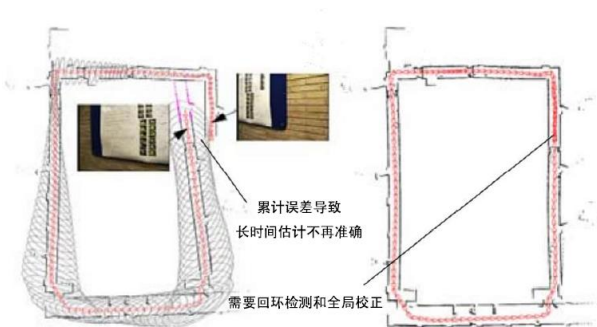 累计误差导致
长时间估计不再准确
需要回环检测和全局校正